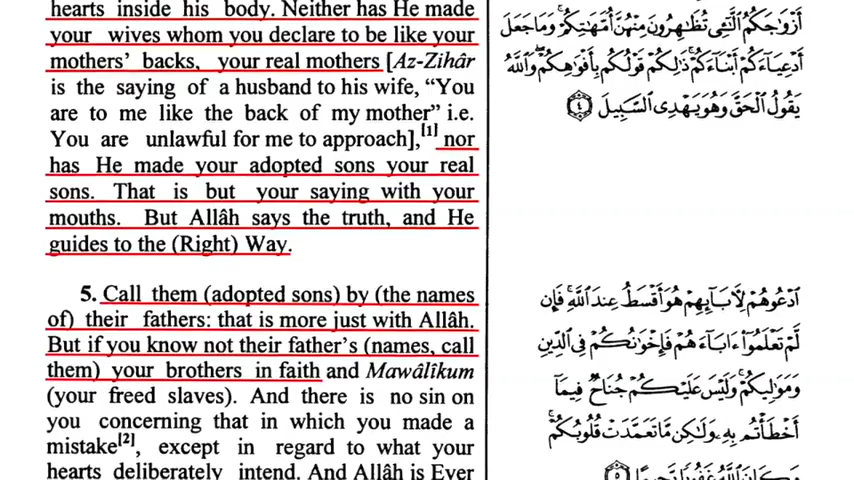 hearts inside his body. Neither has He made
your wives whom you declare to be like your
mothers' backs, your real mothers [Az-Zihâr
is the saying of a husband to his wife, “You
are to me like the back of my mother” i.e.
You are unlawful for me to approach],[1] nor
has He made your adopted sons your real
sons. That is but your saying with your
mouths. But Allâh says the truth, and He
guides to the (Right) Way.
5. Call them (adopted sons) by (the names
of) their fathers: that is more just with Allâh.
But if you know not their father's (names, call
them) your brothers in faith and Mawâlîkum
(your freed slaves). And there is no sin on
you concerning that in which you made a
mistake[2], except in regard to what your
hearts deliberately intend. And Allâh is Ever
أَزْوَٰجَكُمُ ٱلَّـٰٓـِٔى تُظَـٰهِرُونَ مِنْهُنَّ أُمَّهَـٰتِكُمْ ۚ وَمَا جَعَلَ
أَدْعِيَآءَكُمْ أَبْنَآءَكُمْ ۚ ذَٰلِكُمْ قَوْلُكُم بِأَفْوَٰهِكُمْ ۖ وَٱللَّهُ
يَقُولُ ٱلْحَقَّ وَهُوَ يَهْدِى ٱلسَّبِيلَ ﴿٤﴾
ٱدْعُوهُمْ لِـَٔابَآئِهِمْ هُوَ أَقْسَطُ عِندَ ٱللَّهِ ۚ فَإِن
لَّمْ تَعْلَمُوٓا۟ ءَابَآءَهُمْ فَإِخْوَٰنُكُمْ فِى ٱلدِّينِ
وَمَوَٰلِيكُمْ ۚ وَلَيْسَ عَلَيْكُمْ جُنَاحٌ فِيمَآ
أَخْطَأْتُم بِهِۦ وَلَـٰكِن مَّا تَعَمَّدَتْ قُلُوبُكُمْ ۚ
وَكَانَ ٱللَّهُ غَفُورًا رَّحِيمًا ﴿٥﴾